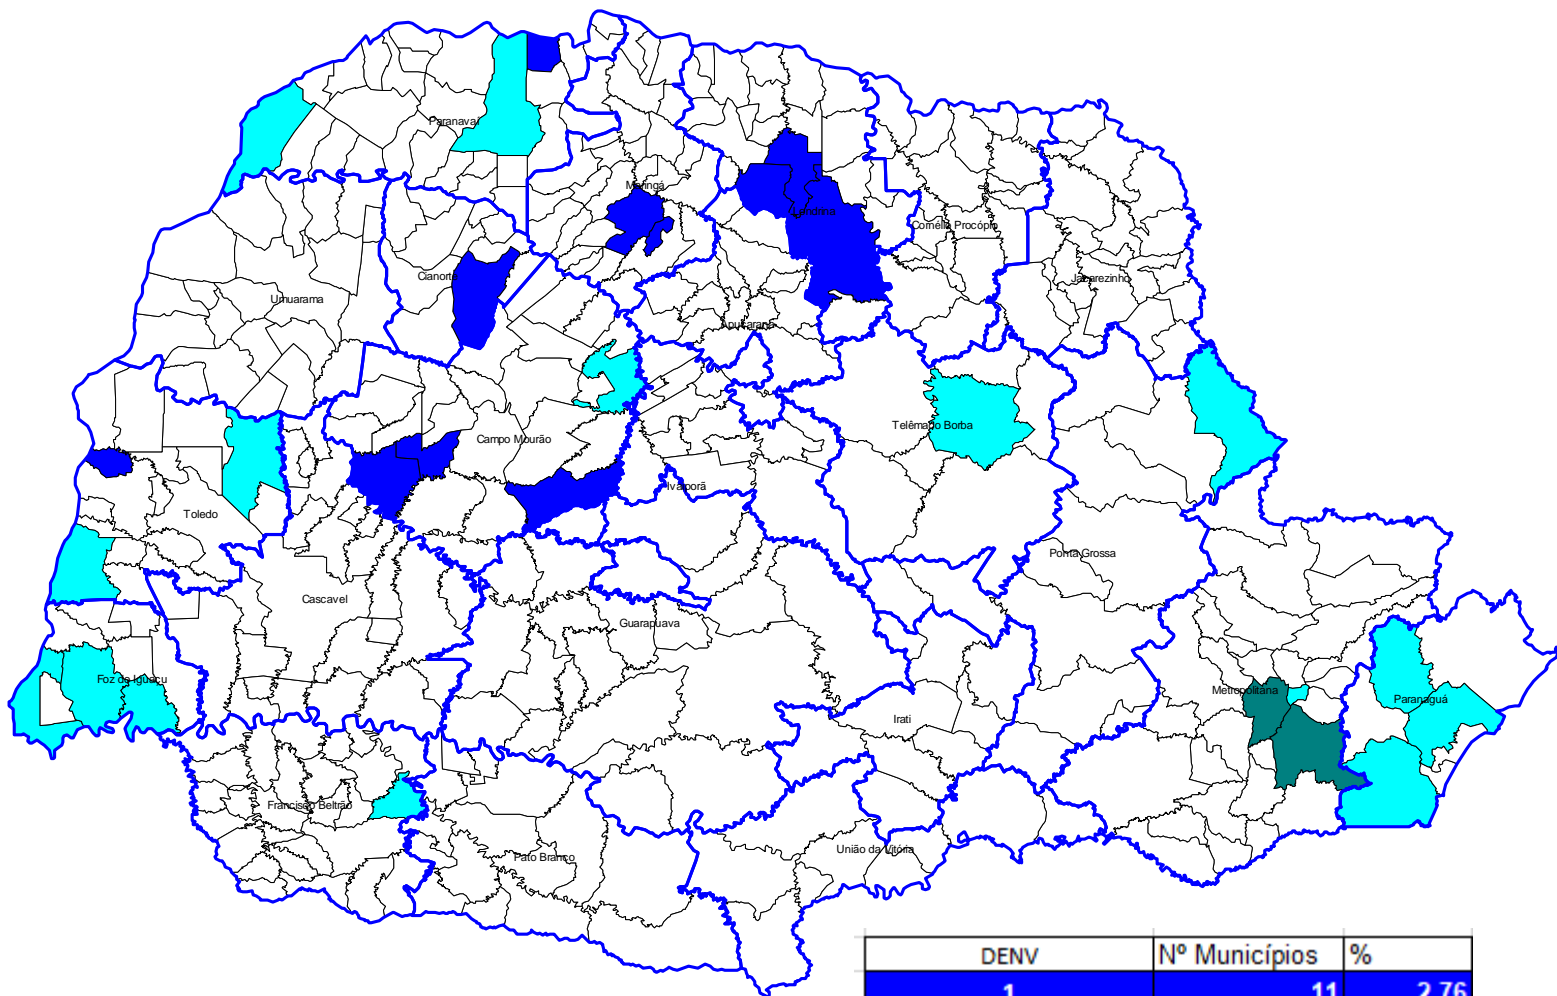 Paranavaí
Maringá
Londrina
Cornélio Procópio
Cianorte
Jacarezinho
Umuarama
Apucarana
Telêmaco Borba
Campo Mourão
Ivaiporã
Toledo
Ponta Grossa
Cascavel
Guarapuava
Foz do Iguaçu
Metropolitana
Paranaguá
Irati
Francisco Beltrão
União da Vitória
Pato Branco
DENV Nº Municípios %
1 11 2,76